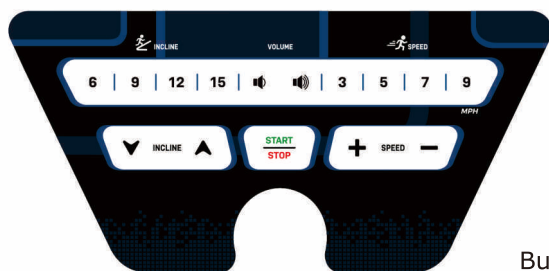 INCLINE VOLUME SPEED
6 | 9 | 12 | 15 | 3 | 5 | 7 | 9
MPH
INCLINE START STOP + SPEED −
Bu